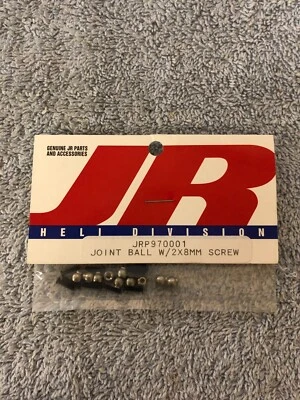 GENUINE JR PARTS
AND ACCESSORIES
JR
HELI DIVISION
JRP970001
JOINT BALL W/2X8MM SCREW